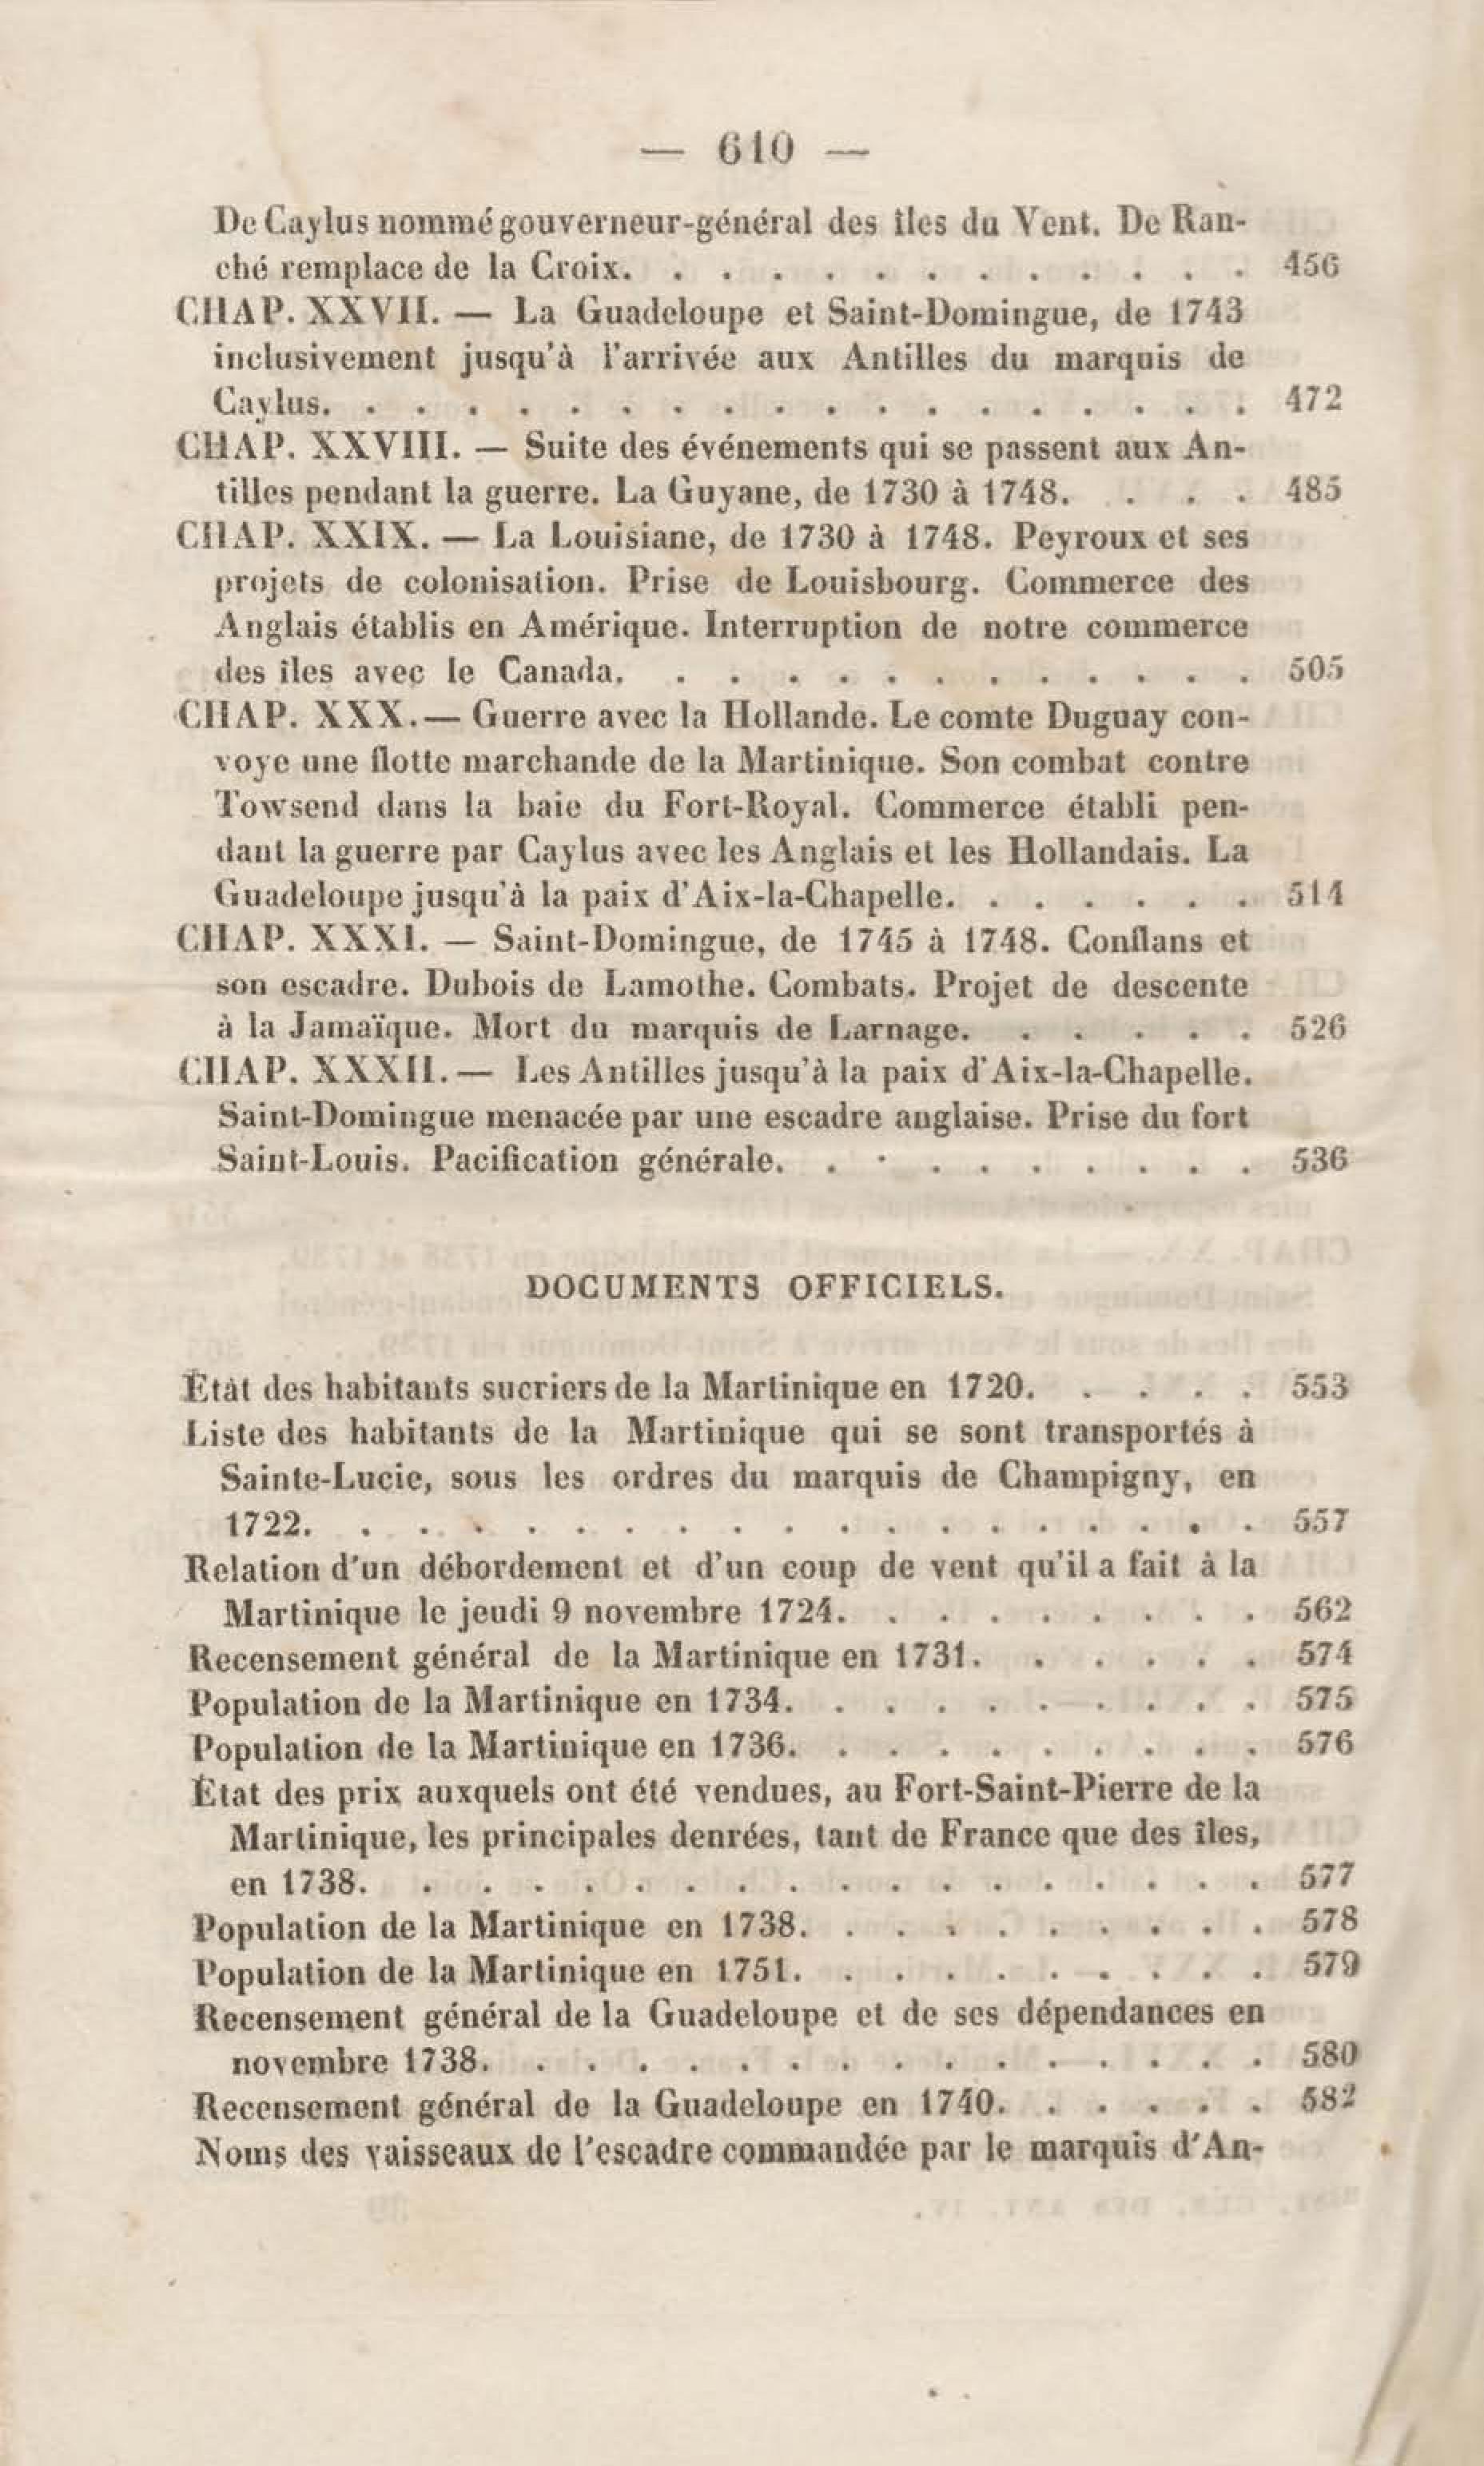 — 610 —
De Caylus nommé gouverneur-général des îles du Vent. De Ran-
ché remplace de la Croix. . . . . . . . . . . . . 456
CHAP. XXVII. — La Guadeloupe et Saint-Domingue, de 1743
inclusivement jusqu'à l'arrivée aux Antilles du marquis de
Caylus. . . . . . . . . . . . . . . . . . . 472
CHAP. XXVIII. — Suite des événements qui se passent aux An-
tilles pendant la guerre. La Guyane, de 1730 à 1748. . . . 485
CHAP. XXIX. — La Louisiane, de 1730 à 1748. Peyroux et ses
projets de colonisation. Prise de Louisbourg. Commerce des
Anglais établis en Amérique. Interruption de notre commerce
des îles avec le Canada. . . . . . . . . . . . . 505
CHAP. XXX. — Guerre avec la Hollande. Le comte Duguay con-
voye une flotte marchande de la Martinique. Son combat contre
Towsend dans la baie du Fort-Royal. Commerce établi pen-
dant la guerre par Caylus avec les Anglais et les Hollandais. La
Guadeloupe jusqu'à la paix d'Aix-la-Chapelle. . . . . . . 514
CHAP. XXXI. — Saint-Domingue, de 1745 à 1748. Conflans et
son escadre. Dubois de Lamothe. Combats. Projet de descente
à la Jamaïque. Mort du marquis de Larnage. . . . . . 526
CHAP. XXXII. — Les Antilles jusqu'à la paix d'Aix-la-Chapelle.
Saint-Domingue menacée par une escadre anglaise. Prise du fort
Saint-Louis. Pacification générale. . . . . . . . . . 536
DOCUMENTS OFFICIELS.
État des habitants sucriers de la Martinique en 1720. . . . . 553
Liste des habitants de la Martinique qui se sont transportés à
Sainte-Lucie, sous les ordres du marquis de Champigny, en
1722. . . . . . . . . . . . . . . . . . . 557
Relation d'un débordement et d'un coup de vent qu'il a fait à la
Martinique le jeudi 9 novembre 1724. . . . . . . . . 562
Recensement général de la Martinique en 1731. . . . . . 574
Population de la Martinique en 1734. . . . . . . . . . 575
Population de la Martinique en 1736. . . . . . . . . . 576
État des prix auxquels ont été vendues, au Fort-Saint-Pierre de la
Martinique, les principales denrées, tant de France que des îles,
en 1738. . . . . . . . . . . . . . . . . . 577
Population de la Martinique en 1738. . . . . . . . . . 578
Population de la Martinique en 1751. . . . . . . . . . 579
Recensement général de la Guadeloupe et de ses dépendances en
novembre 1738. . . . . . . . . . . . . . . . 580
Recensement général de la Guadeloupe en 1740. . . . . . 582
Noms des vaisseaux de l'escadre commandée par le marquis d'An-